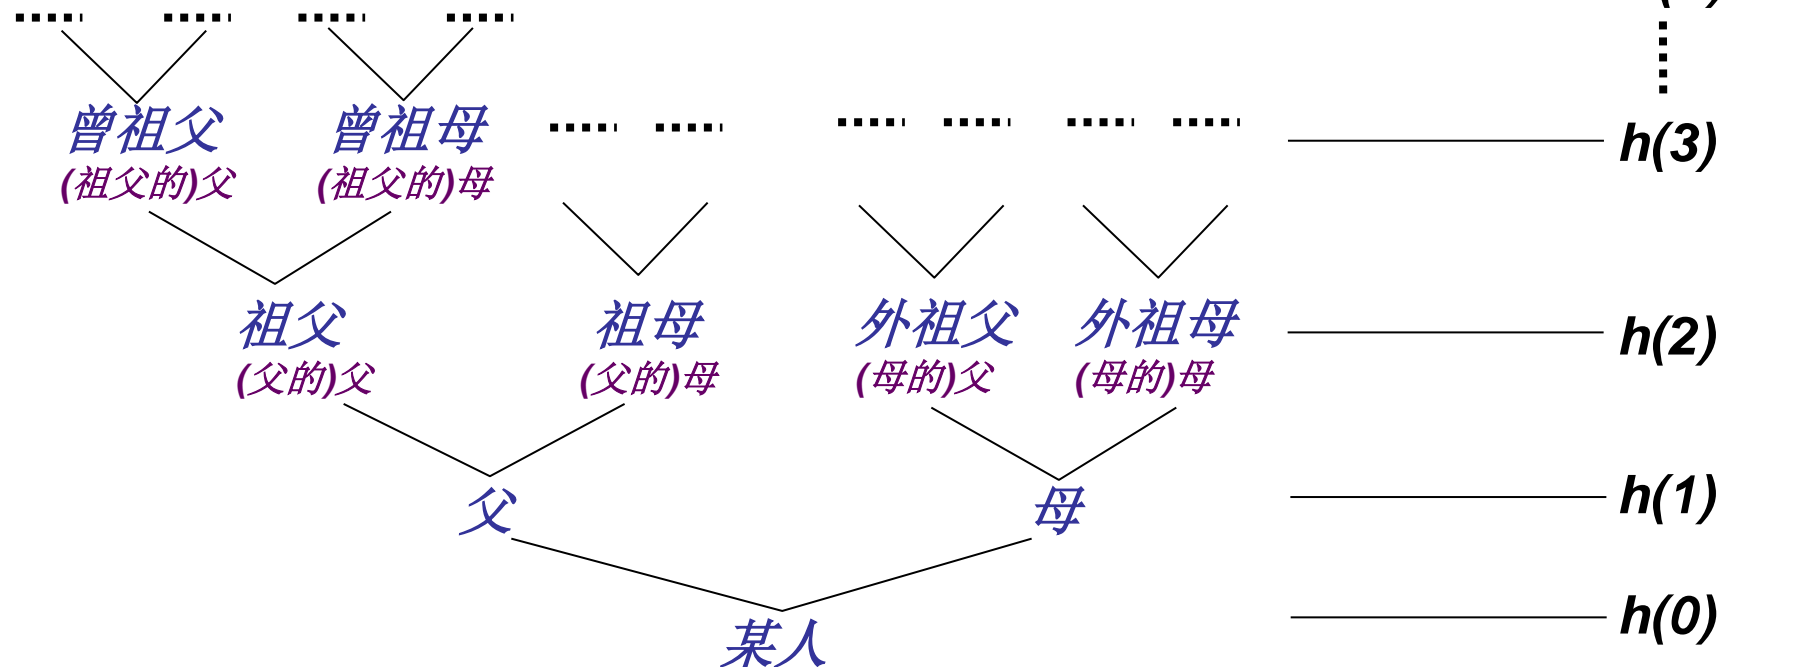 曾祖父 曾祖母 h(3)
(祖父的)父 (祖父的)母
祖父 祖母 外祖父 外祖母 h(2)
(父的)父 (父的)母 (母的)父 (母的)母
父 母 h(1)
某人 h(0)